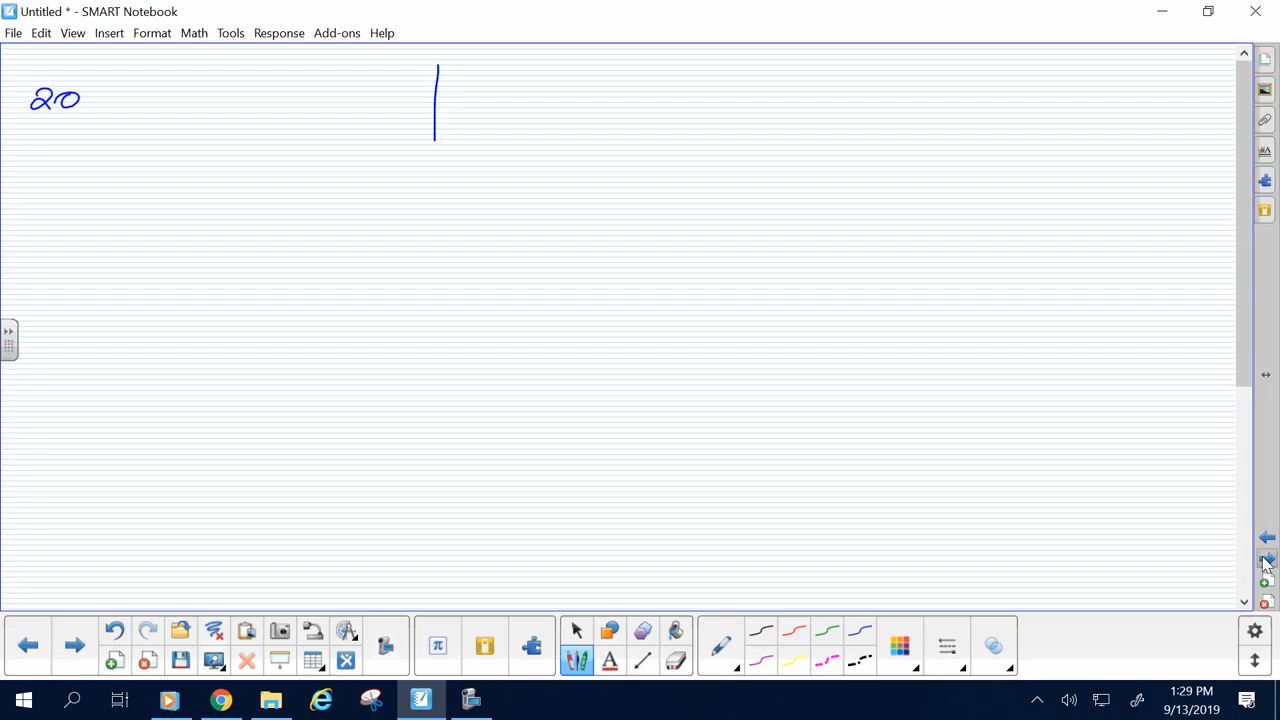 Untitled * - SMART Notebook
File Edit View Insert Format Math Tools Response Add-ons Help
20
1:29 PM
9/13/2019